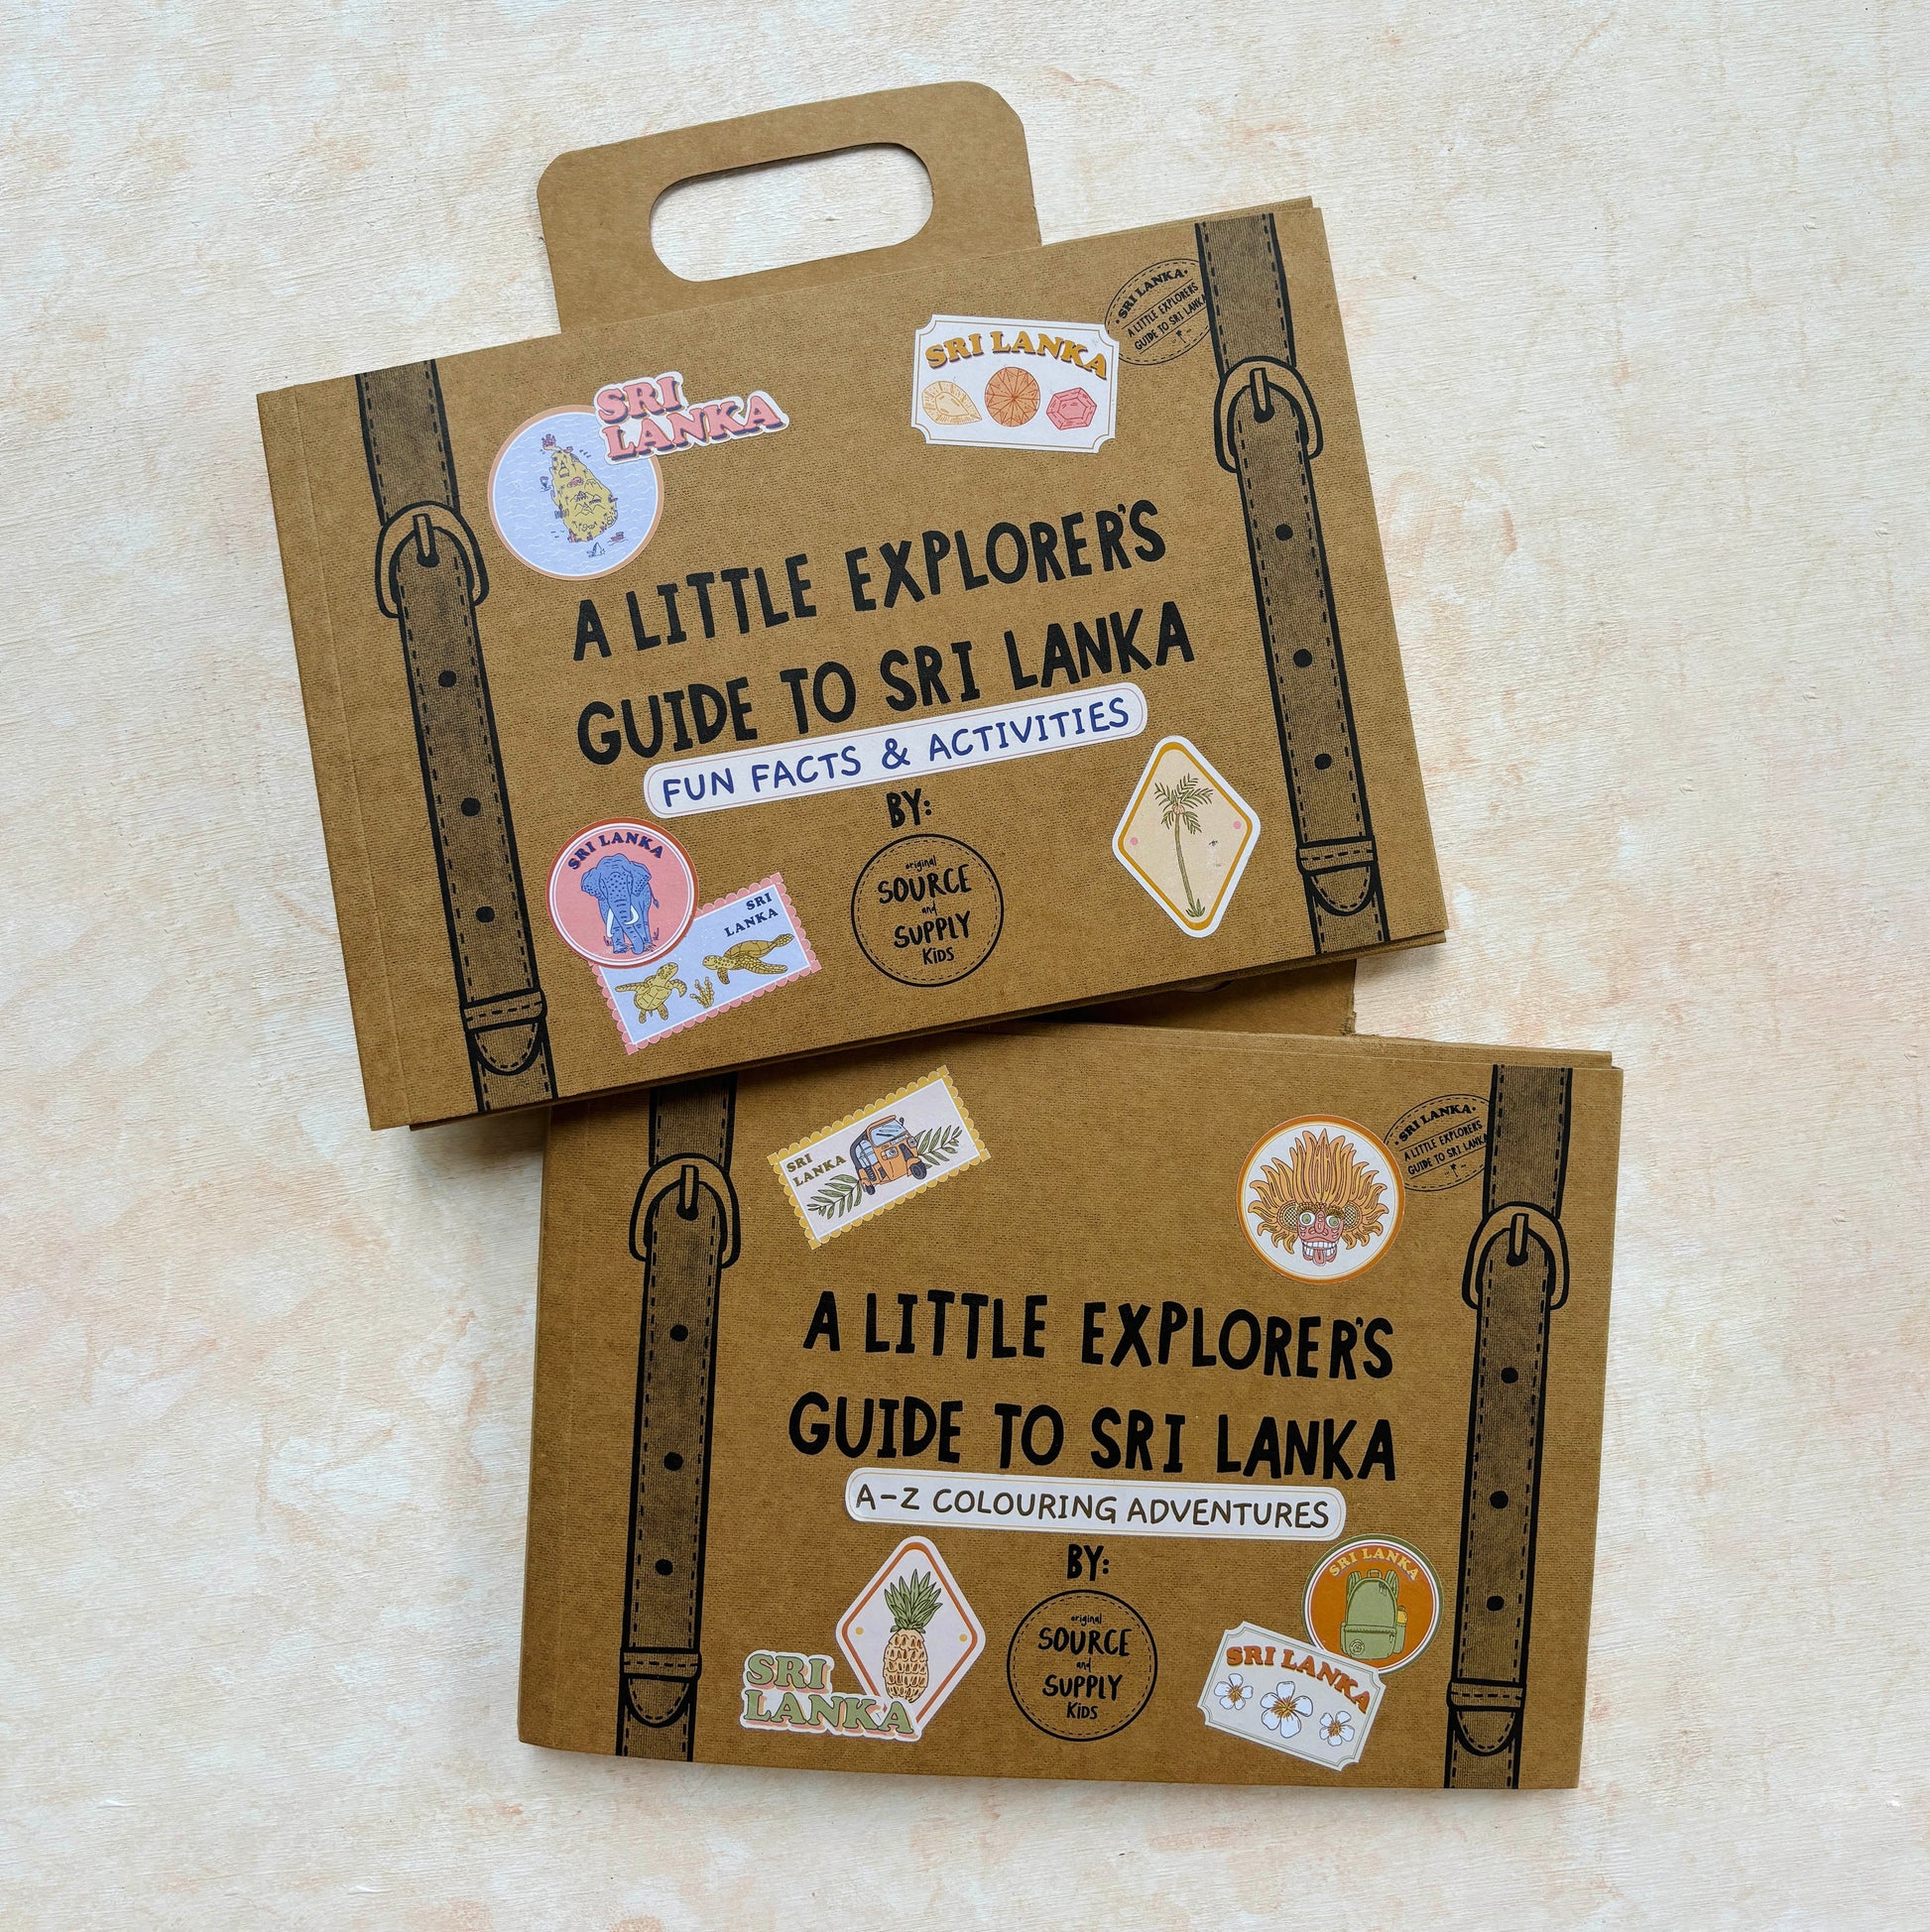 SRI
LANKA
SRI LANKA
SRI LANKA
A LITTLE EXPLORERS
GUIDE TO SRI LANKA
A LITTLE EXPLORER'S
GUIDE TO SRI LANKA
FUN FACTS & ACTIVITIES
BY:
original
SOURCE
and
SUPPLY
KiDS
SRI LANKA
SRI
LANKA
SRI
LANKA
SRI LANKA
A LITTLE EXPLORERS
GUIDE TO SRI LANKA
A LITTLE EXPLORER'S
GUIDE TO SRI LANKA
A-Z COLOURING ADVENTURES
BY:
original
SOURCE
and
SUPPLY
KiDS
SRI
LANKA
SRI LANKA
SRI LANKA